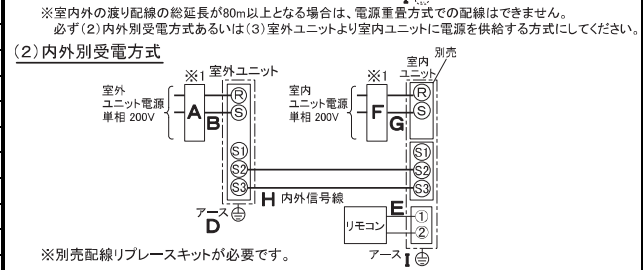 ※室内外の渡り配線の総延長が80m以上となる場合は、電源重畳方式での配線はできません。
必ず(2)内外別受電方式あるいは(3)室外ユニットより室内ユニットに電源を供給する方式にしてください。
(2)内外別受電方式
※1
室外ユニット
室外
ユニット電源
単相 200V
A
B
R
S
S1
S2
S3
アース
D
※1
室内
ユニット
別売
室内
ユニット電源
単相 200V
F
G
R
S
S1
S2
S3
H 内外信号線
E
リモコン
①
②
アース
I
※別売配線リプレースキットが必要です。